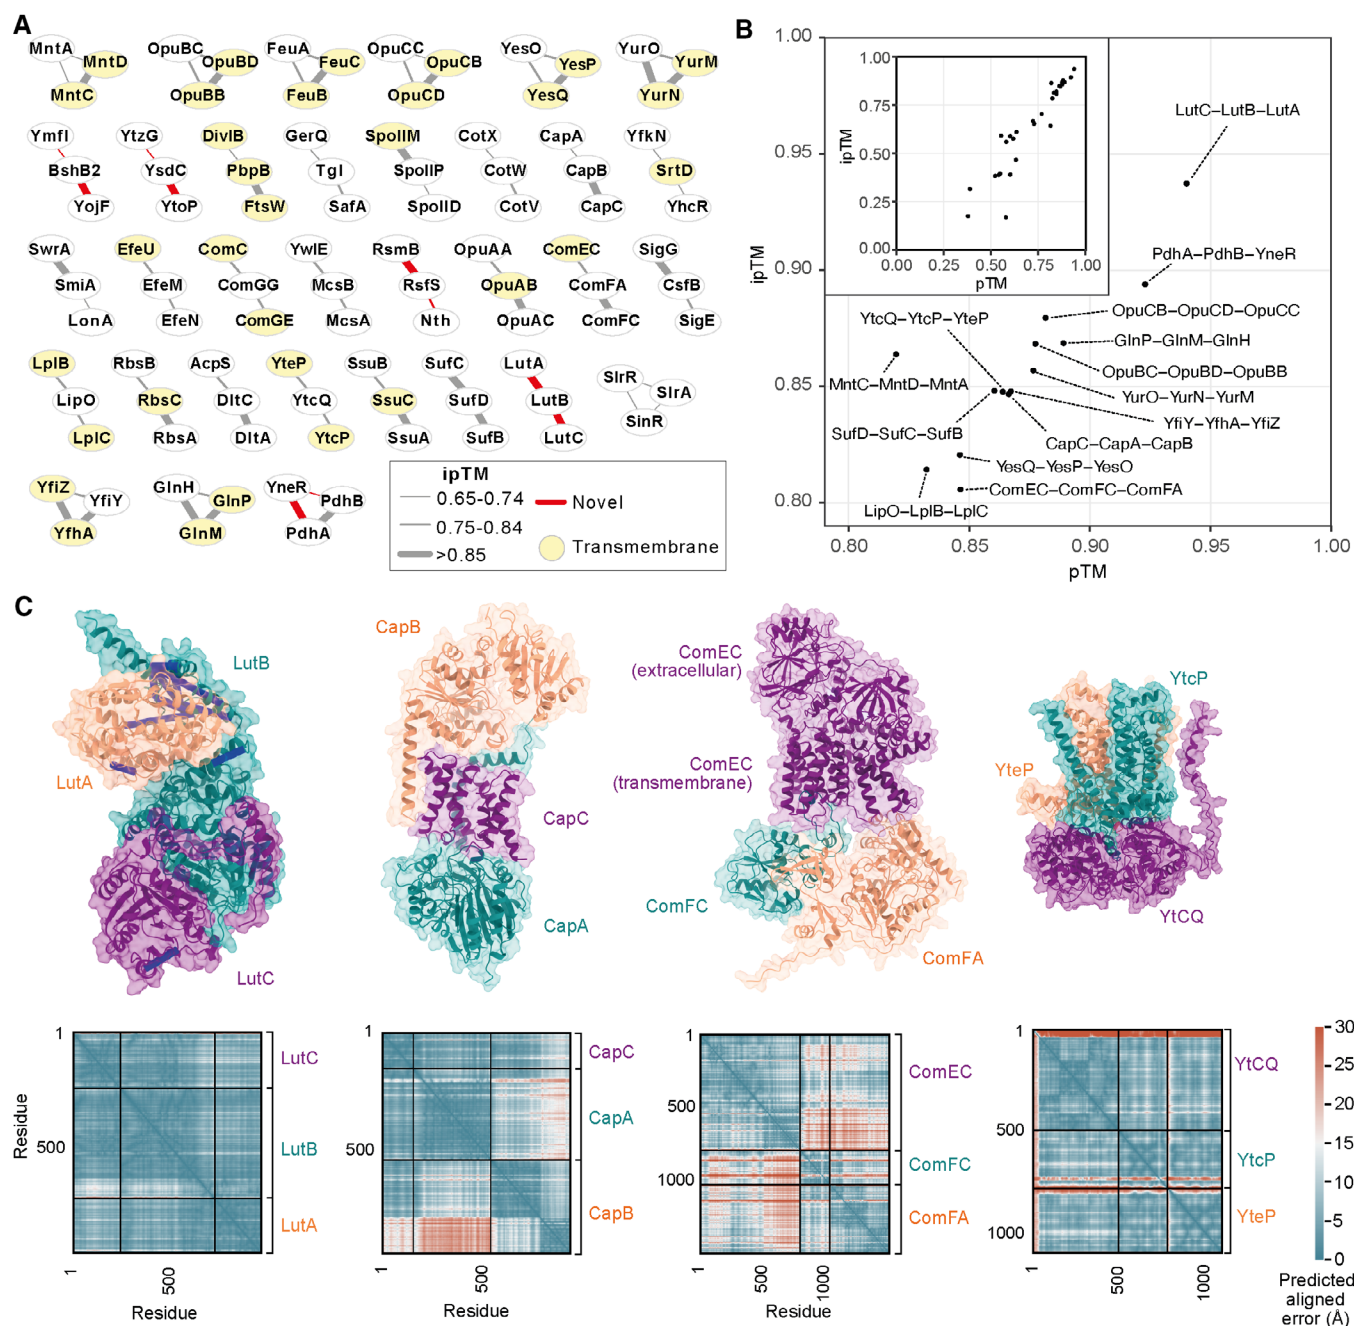 A
MntA
MntD
MntC
OpuBC
OpuBD
OpuBB
FeuA
FeuC
FeuB
OpuCC
OpuCB
OpuCD
YesO
YesP
YesQ
YurO
YurM
YurN
YmfI
BshB2
YojF
YtzG
YsdC
YtoP
DivIB
PbpB
FtsW
GerQ
Tgl
SafA
SpoIIM
SpoIIP
SpoIID
CotX
CotW
CotV
CapA
CapB
CapC
YfkN
SrtD
YhcR
SwrA
SmiA
LonA
EfeU
EfeM
EfeN
ComC
ComGG
ComGE
YwlE
McsB
McsA
RsmB
RsfS
Nth
OpuAA
OpuAB
OpuAC
ComEC
ComFA
ComFC
SigG
CsfB
SigE
LplB
LipO
LplC
RbsB
RbsC
RbsA
AcpS
DltC
DltA
YteP
YtcQ
YtcP
SsuB
SsuC
SsuA
SufC
SufD
SufB
LutA
LutB
LutC
SlrR
SlrA
SinR
YfiZ
YfiY
YfhA
GlnH
GlnP
GlnM
YneR
PdhB
PdhA
ipTM
0.65-0.74
0.75-0.84
>0.85
Novel
Transmembrane
B
1.00
0.95
0.90
0.85
0.80
ipTM
0.80
0.85
0.90
0.95
1.00
pTM
1.00
0.75
0.50
0.25
0.00
ipTM
0.00
0.25
0.50
0.75
1.00
pTM
LutC–LutB–LutA
PdhA–PdhB–YneR
OpuCB–OpuCD–OpuCC
GlnP–GlnM–GlnH
OpuBC–OpuBD–OpuBB
YurO–YurN–YurM
YfiY–YfhA–YfiZ
CapC–CapA–CapB
YtcQ–YtcP–YteP
MntC–MntD–MntA
SufD–SufC–SufB
YesQ–YesP–YesO
ComEC–ComFC–ComFA
LipO–LplB–LplC
C
LutB
LutA
LutC
CapB
CapC
CapA
ComEC
(extracellular)
ComEC
(transmembrane)
ComFC
ComFA
YtcP
YteP
YtCQ
Residue
1
500
LutC
LutB
LutA
1
500
Residue
1
500
CapC
CapA
CapB
1
500
Residue
1
500
1000
ComEC
ComFC
ComFA
1
500
1000
Residue
1
500
1000
YtCQ
YtcP
YteP
1
500
1000
30
25
20
15
10
5
0
Predicted
aligned
error (Å)